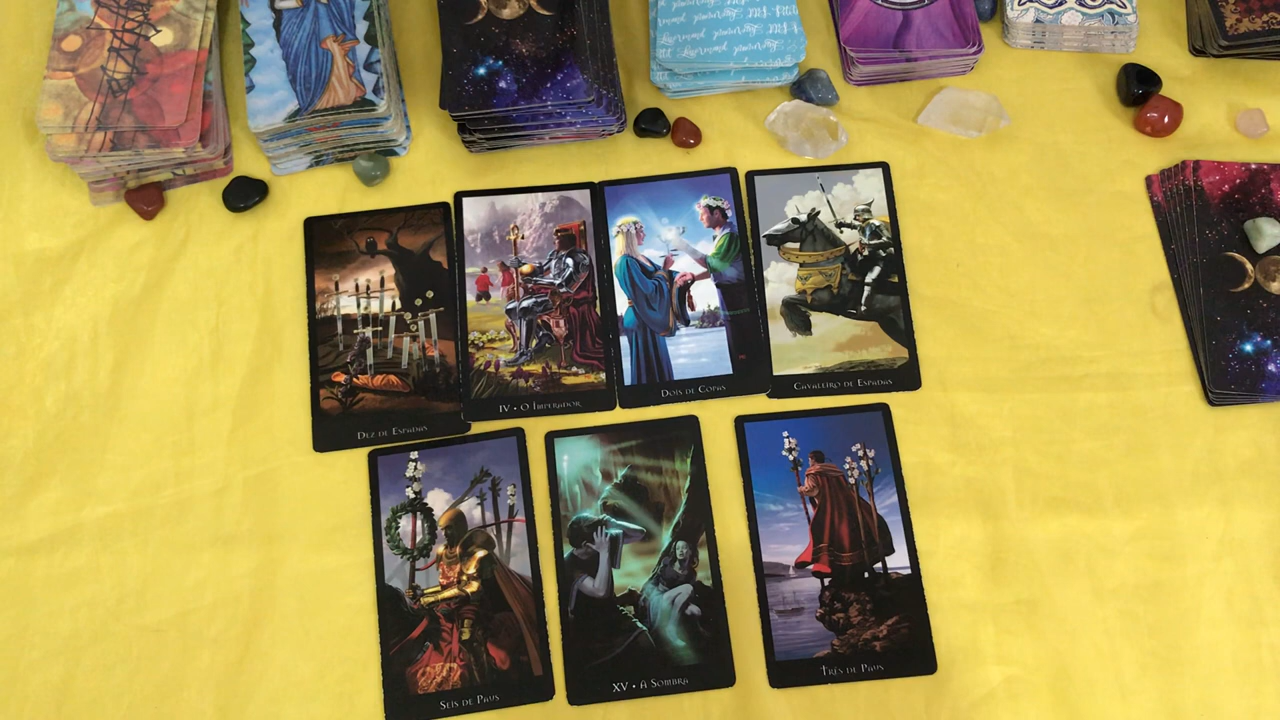 Dez de Espadas
IV • O Imperador
Dois de Copas
Cavaleiro de Espadas
Seis de Paus
XV • A Sombra
Três de Paus